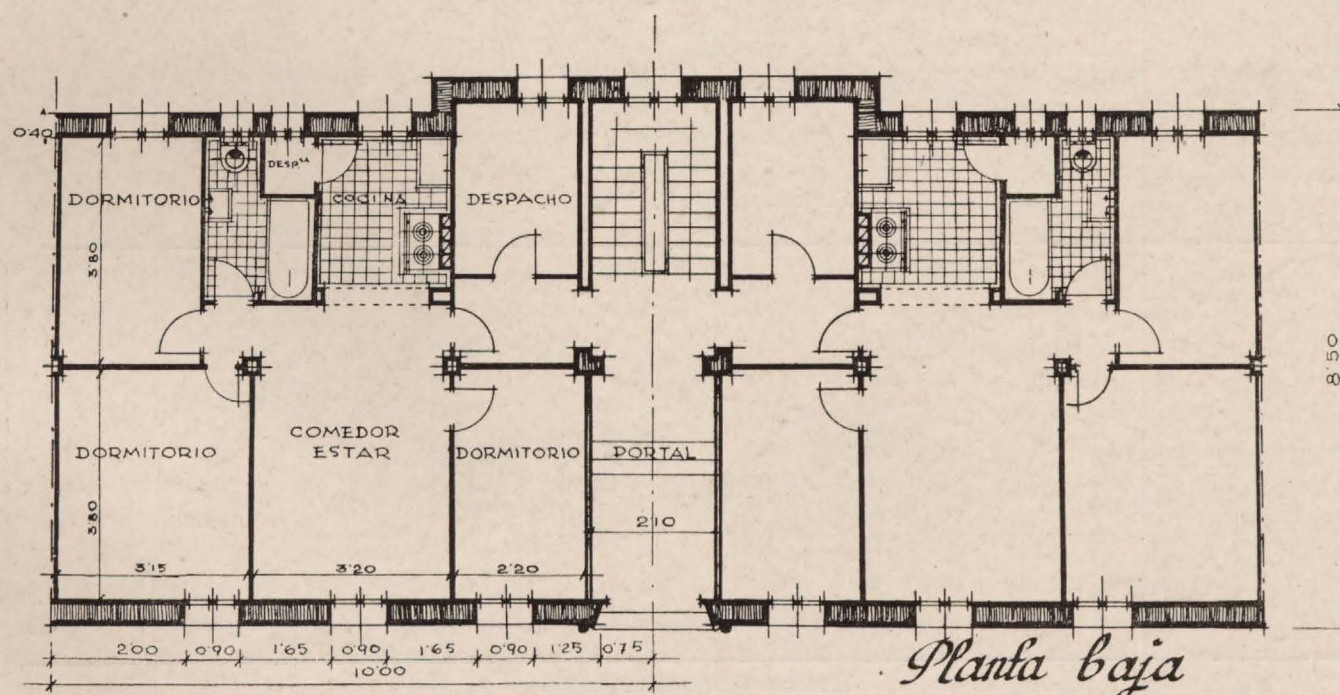 0'40
DESP.ᴬ
DORMITORIO
COCINA
DESPACHO
3'80
8'50
COMEDOR
ESTAR
DORMITORIO
DORMITORIO
PORTAL
3'80
2'10
3'15
3'20
2'20
2'00
0'90
1'65
0'90
1'65
0'90
1'25
0'75
10'00
Planta baja